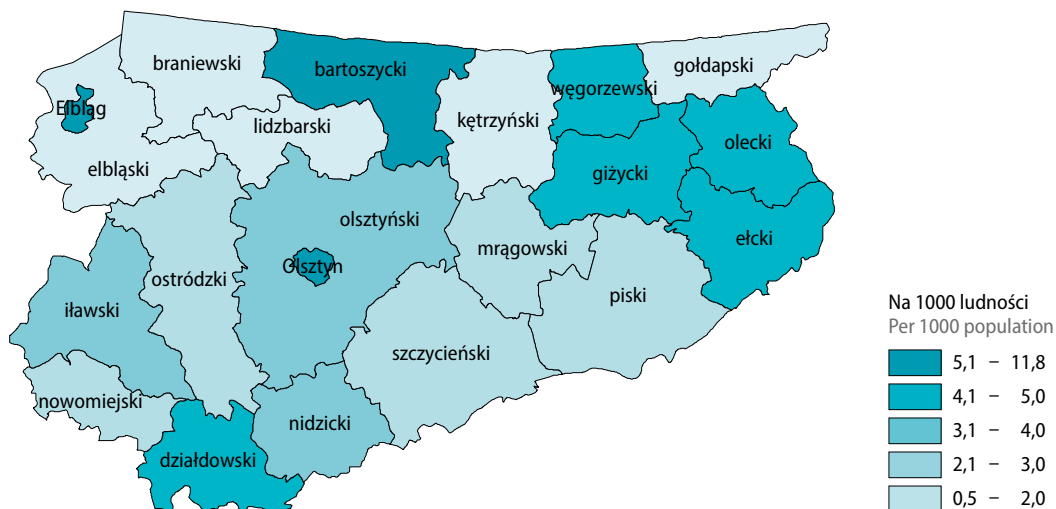 braniewski
bartoszycki
gołdapski
węgorzewski
Elbląg
lidzbarski
kętrzyński
olecki
elbląski
giżycki
olsztyński
mrągowski
ełcki
Olsztyn
ostródzki
piski
iławski
szczycieński
nowomiejski
nidzicki
działdowski
Na 1000 ludności
Per 1000 population
5,1 – 11,8
4,1 – 5,0
3,1 – 4,0
2,1 – 3,0
0,5 – 2,0